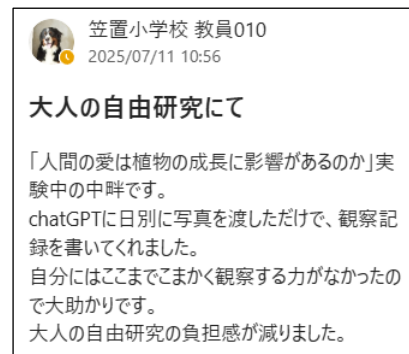 笠置小学校 教員010
2025/07/11 10:56
大人の自由研究にて
「人間の愛は植物の成長に影響があるのか」実
験中の中畔です。
chatGPTに日別に写真を渡しただけで、観察記
録を書いてくれました。
自分にはここまでこまかく観察する力がなかったの
で大助かりです。
大人の自由研究の負担感が減りました。